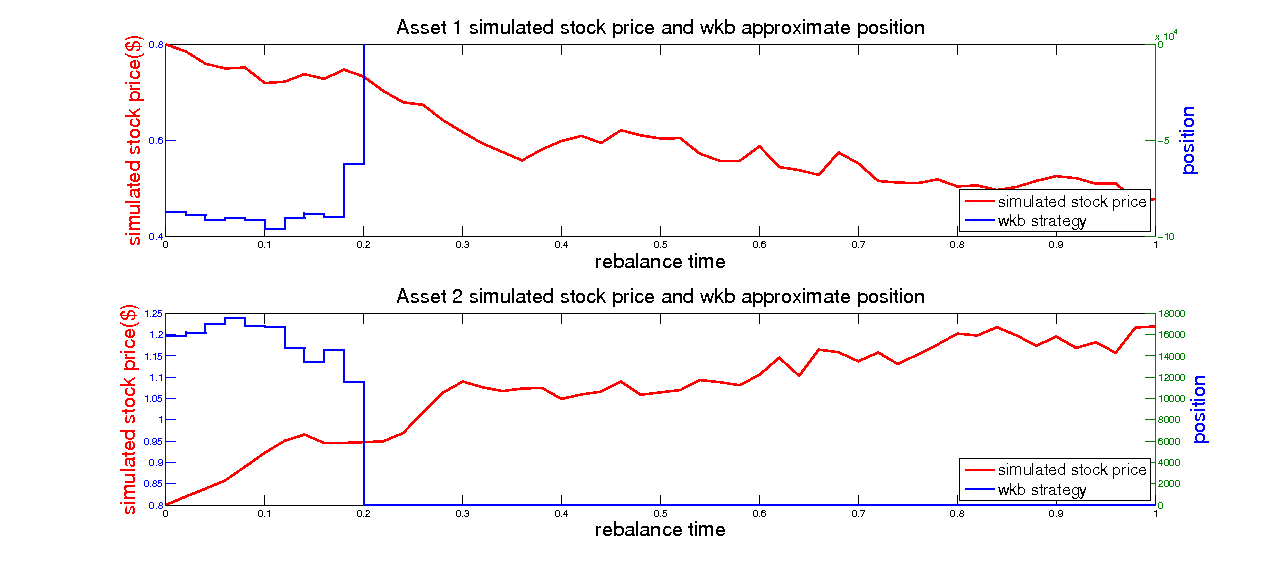 Asset 1 simulated stock price and wkb approximate position
x 10^4
simulated stock price($)
0.8
0.6
0.4
0
-5
-10
position
simulated stock price
wkb strategy
0 0.1 0.2 0.3 0.4 0.5 0.6 0.7 0.8 0.9 1
rebalance time
Asset 2 simulated stock price and wkb approximate position
simulated stock price($)
1.25
1.2
1.15
1.1
1.05
1
0.95
0.9
0.85
0.8
18000
16000
14000
12000
10000
8000
6000
4000
2000
0
position
simulated stock price
wkb strategy
0 0.1 0.2 0.3 0.4 0.5 0.6 0.7 0.8 0.9 1
rebalance time